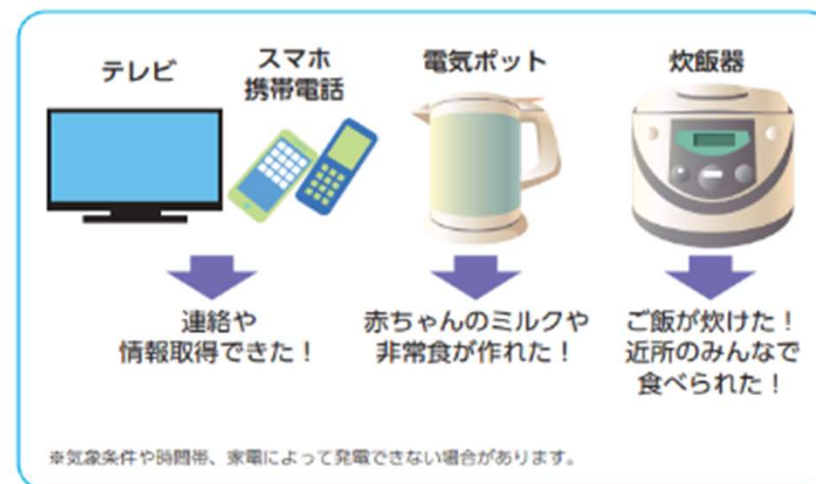 テレビ
スマホ
携帯電話
電気ポット
炊飯器
連絡や
情報取得できた！
赤ちゃんのミルクや
非常食が作れた！
ご飯が炊けた！
近所のみんなで
食べられた！
※気象条件や時間帯、家電によって発電できない場合があります。